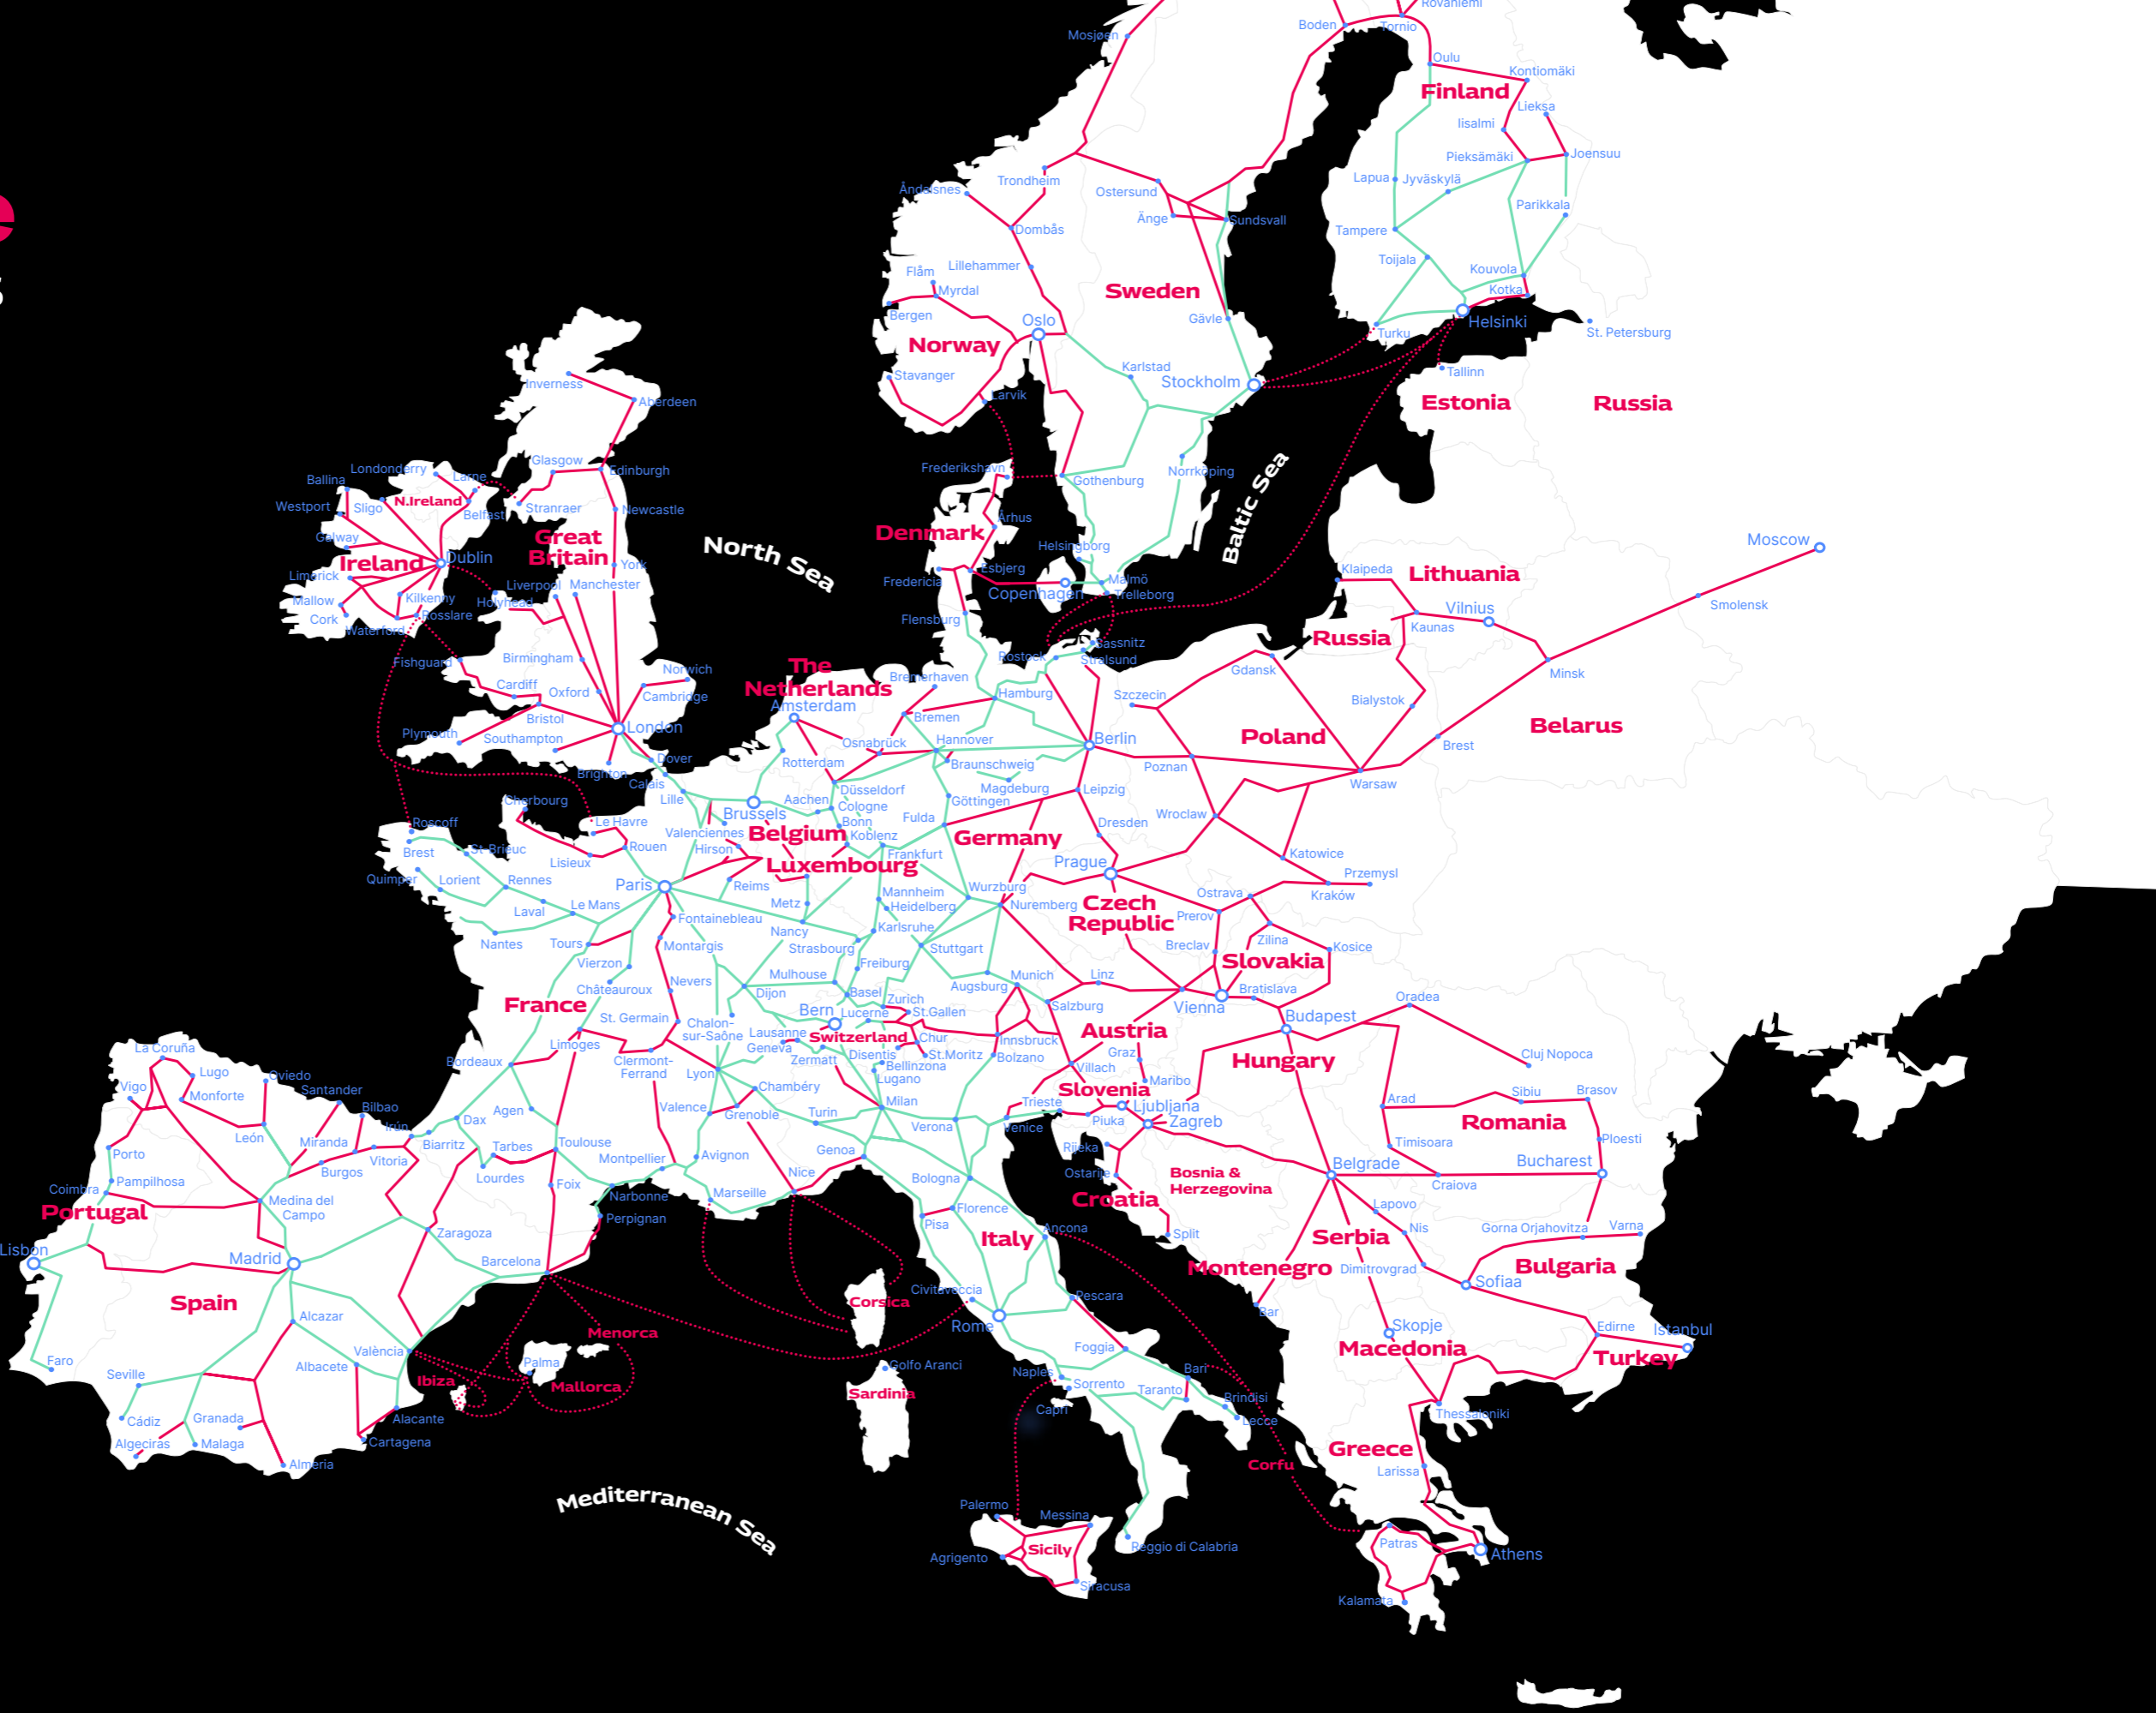 Rovaniemi
Boden
Tornio
Mosjøen
Oulu
Kontiomäki
Finland
Lieksa
Iisalmi
Pieksämäki
Joensuu
Trondheim
Lapua
Jyväskylä
Åndalsnes
Ostersund
Parikkala
Änge
Sundsvall
Dombås
Tampere
Toijala
Lillehammer
Kouvola
Flåm
Myrdal
Sweden
Kotka
Bergen
Gävle
Oslo
Helsinki
Turku
St. Petersburg
Norway
Karlstad
Stavanger
Stockholm
Tallinn
Inverness
Larvik
Aberdeen
Estonia
Russia
Glasgow
Londonderry
Larne
Edinburgh
Frederikshavn
Norrköping
Ballina
Gothenburg
N.Ireland
Westport
Sligo
Belfast
Stranraer
Newcastle
Baltic Sea
Århus
Denmark
Great
Britain
North Sea
Galway
Moscow
Helsingborg
Ireland
Dublin
York
Klaipeda
Lithuania
Limerick
Esbjerg
Fredericia
Malmö
Liverpool
Manchester
Copenhagen
Trelleborg
Mallow
Kilkenny
Holyhead
Smolensk
Vilnius
Cork
Rosslare
Flensburg
Kaunas
Waterford
Russia
Sassnitz
Fishguard
Birmingham
Rostock
Stralsund
The
Netherlands
Norwich
Gdansk
Minsk
Bremerhaven
Cardiff
Oxford
Cambridge
Hamburg
Szczecin
Bialystok
Amsterdam
Bristol
Bremen
London
Belarus
Plymouth
Southampton
Osnabrück
Hannover
Berlin
Poland
Brest
Dover
Rotterdam
Braunschweig
Poznan
Brighton
Calais
Warsaw
Düsseldorf
Magdeburg
Leipzig
Cherbourg
Lille
Aachen
Cologne
Göttingen
Brussels
Wroclaw
Roscoff
Le Havre
Bonn
Fulda
Dresden
Valenciennes
Belgium
Koblenz
Germany
Brest
St-Brieuc
Rouen
Hirson
Frankfurt
Katowice
Lisieux
Luxembourg
Prague
Przemysl
Quimper
Lorient
Rennes
Paris
Reims
Mannheim
Wurzburg
Ostrava
Kraków
Laval
Le Mans
Metz
Heidelberg
Nuremberg
Czech
Republic
Prerov
Fontainebleau
Nancy
Karlsruhe
Nantes
Tours
Montargis
Strasbourg
Stuttgart
Breclav
Zilina
Kosice
Vierzon
Freiburg
Slovakia
Châteauroux
Nevers
Mulhouse
Augsburg
Munich
Linz
Dijon
Basel
Bratislava
Oradea
France
Zurich
Salzburg
Vienna
Bern
Lucerne
St.Gallen
Budapest
St. Germain
Chalon-
sur-Saône
Lausanne
Switzerland
Chur
Innsbruck
Austria
Limoges
Geneva
Disentis
St.Moritz
Bolzano
Graz
Cluj Nopoca
La Coruña
Bordeaux
Clermont-
Ferrand
Zermatt
Bellinzona
Villach
Hungary
Lugo
Oviedo
Lyon
Lugano
Maribo
Vigo
Monforte
Santander
Chambéry
Slovenia
Sibiu
Brasov
Bilbao
Agen
Valence
Grenoble
Turin
Milan
Trieste
Ljubljana
Arad
León
Irún
Dax
Verona
Venice
Piuka
Zagreb
Romania
Miranda
Biarritz
Tarbes
Toulouse
Genoa
Rijeka
Timisoara
Ploesti
Porto
Vitoria
Burgos
Montpellier
Avignon
Nice
Belgrade
Bucharest
Pampilhosa
Lourdes
Foix
Bologna
Ostarije
Bosnia &
Herzegovina
Craiova
Coimbra
Medina del
Campo
Narbonne
Marseille
Croatia
Portugal
Perpignan
Pisa
Florence
Lapovo
Zaragoza
Ancona
Split
Nis
Gorna Orjahovitza
Varna
Lisbon
Madrid
Barcelona
Italy
Serbia
Montenegro
Dimitrovgrad
Bulgaria
Spain
Civitaveccia
Sofiaa
Corsica
Pescara
Bar
Alcazar
Rome
Skopje
Edirne
Istanbul
Menorca
Macedonia
València
Foggia
Turkey
Faro
Albacete
Palma
Golfo Aranci
Seville
Ibiza
Mallorca
Sardinia
Naples
Sorrento
Bari
Taranto
Capri
Brindisi
Cádiz
Granada
Alacante
Lecce
Thessaloniki
Algeciras
Malaga
Cartagena
Greece
Almeria
Corfu
Larissa
Mediterranean Sea
Palermo
Messina
Sicily
Reggio di Calabria
Patras
Athens
Agrigento
Siracusa
Kalamata